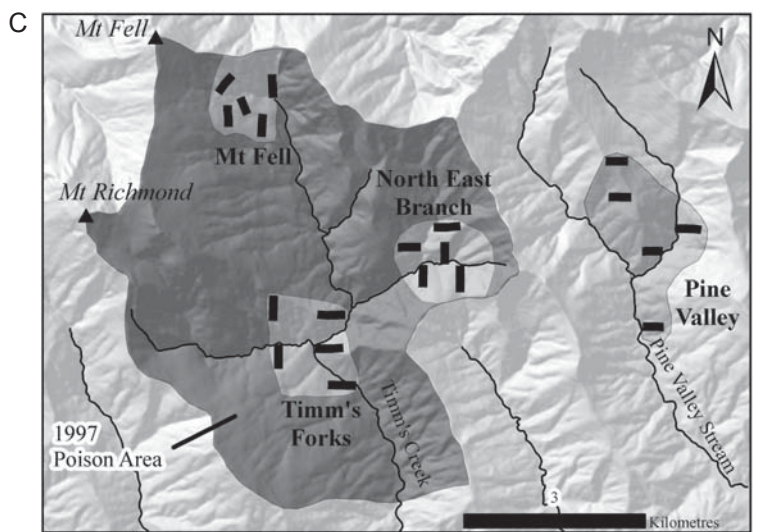 C
Mt Fell
N
Mt Fell
Mt Richmond
North East
Branch
Pine
Valley
Pine Valley Stream
Timm's
Forks
Timm's Creek
1997
Poison Area
3
Kilometres